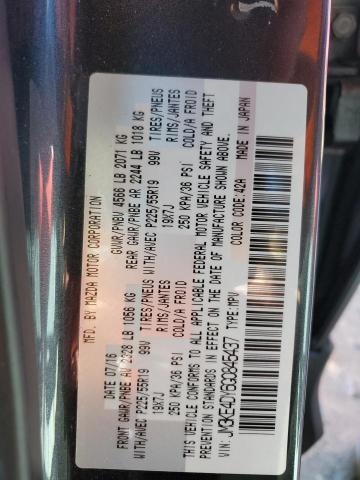 MFD. BY MAZDA MOTOR CORPORATION
DATE 07/16 GVWR/PNBV 4566 LB 2071 KG
FRONT GAWR/PNBE AV 2328 LB 1056 KG REAR GAWR/PNBE AR 2244 LB 1018 KG
WITH/AVEC P225/55R19 99V TIRES/PNEUS WITH/AVEC P225/55R19 99V TIRES/PNEUS
19X7J RIMS/JANTES 19X7J RIMS/JANTES
250 KPA/36 PSI COLD/A FROID 250 KPA/36 PSI COLD/A FROID
THIS VEHICLE CONFORMS TO ALL APPLICABLE FEDERAL MOTOR VEHICLE SAFETY AND THEFT
PREVENTION STANDARDS IN EFFECT ON THE DATE OF MANUFACTURE SHOWN ABOVE.
VIN: JM3KE4DY6G0846437 TYPE:MPV COLOR:42A MADE IN JAPAN